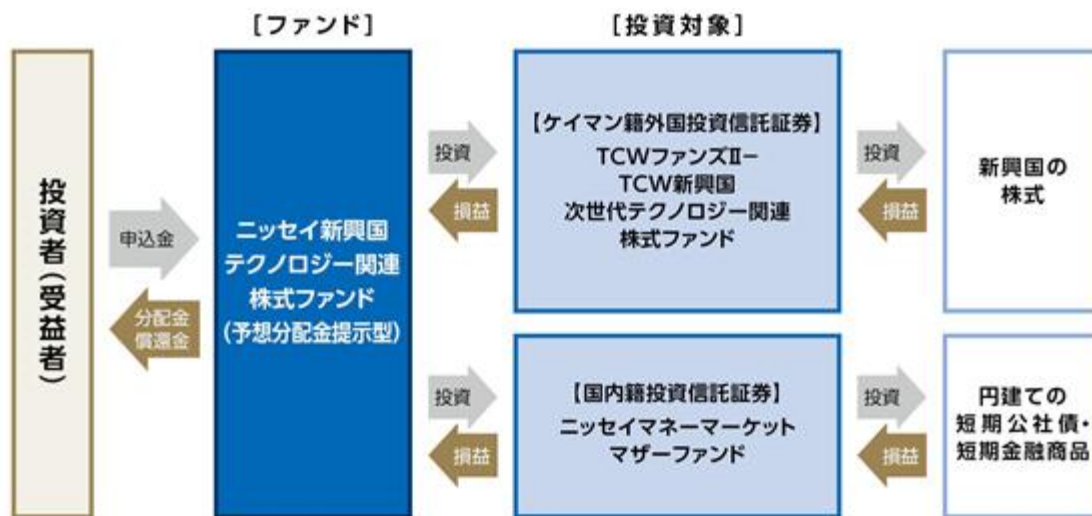 [ファンド]
[投資対象]
投資者(受益者)
申込金
分配金
償還金
ニッセイ新興国
テクノロジー関連
株式ファンド
(予想分配金提示型)
投資
損益
【ケイマン籍外国投資信託証券】
TCWファンズⅡー
TCW新興国
次世代テクノロジー関連
株式ファンド
投資
損益
新興国の
株式
投資
損益
【国内籍投資信託証券】
ニッセイマネーマーケット
マザーファンド
投資
損益
円建ての
短期公社債・
短期金融商品